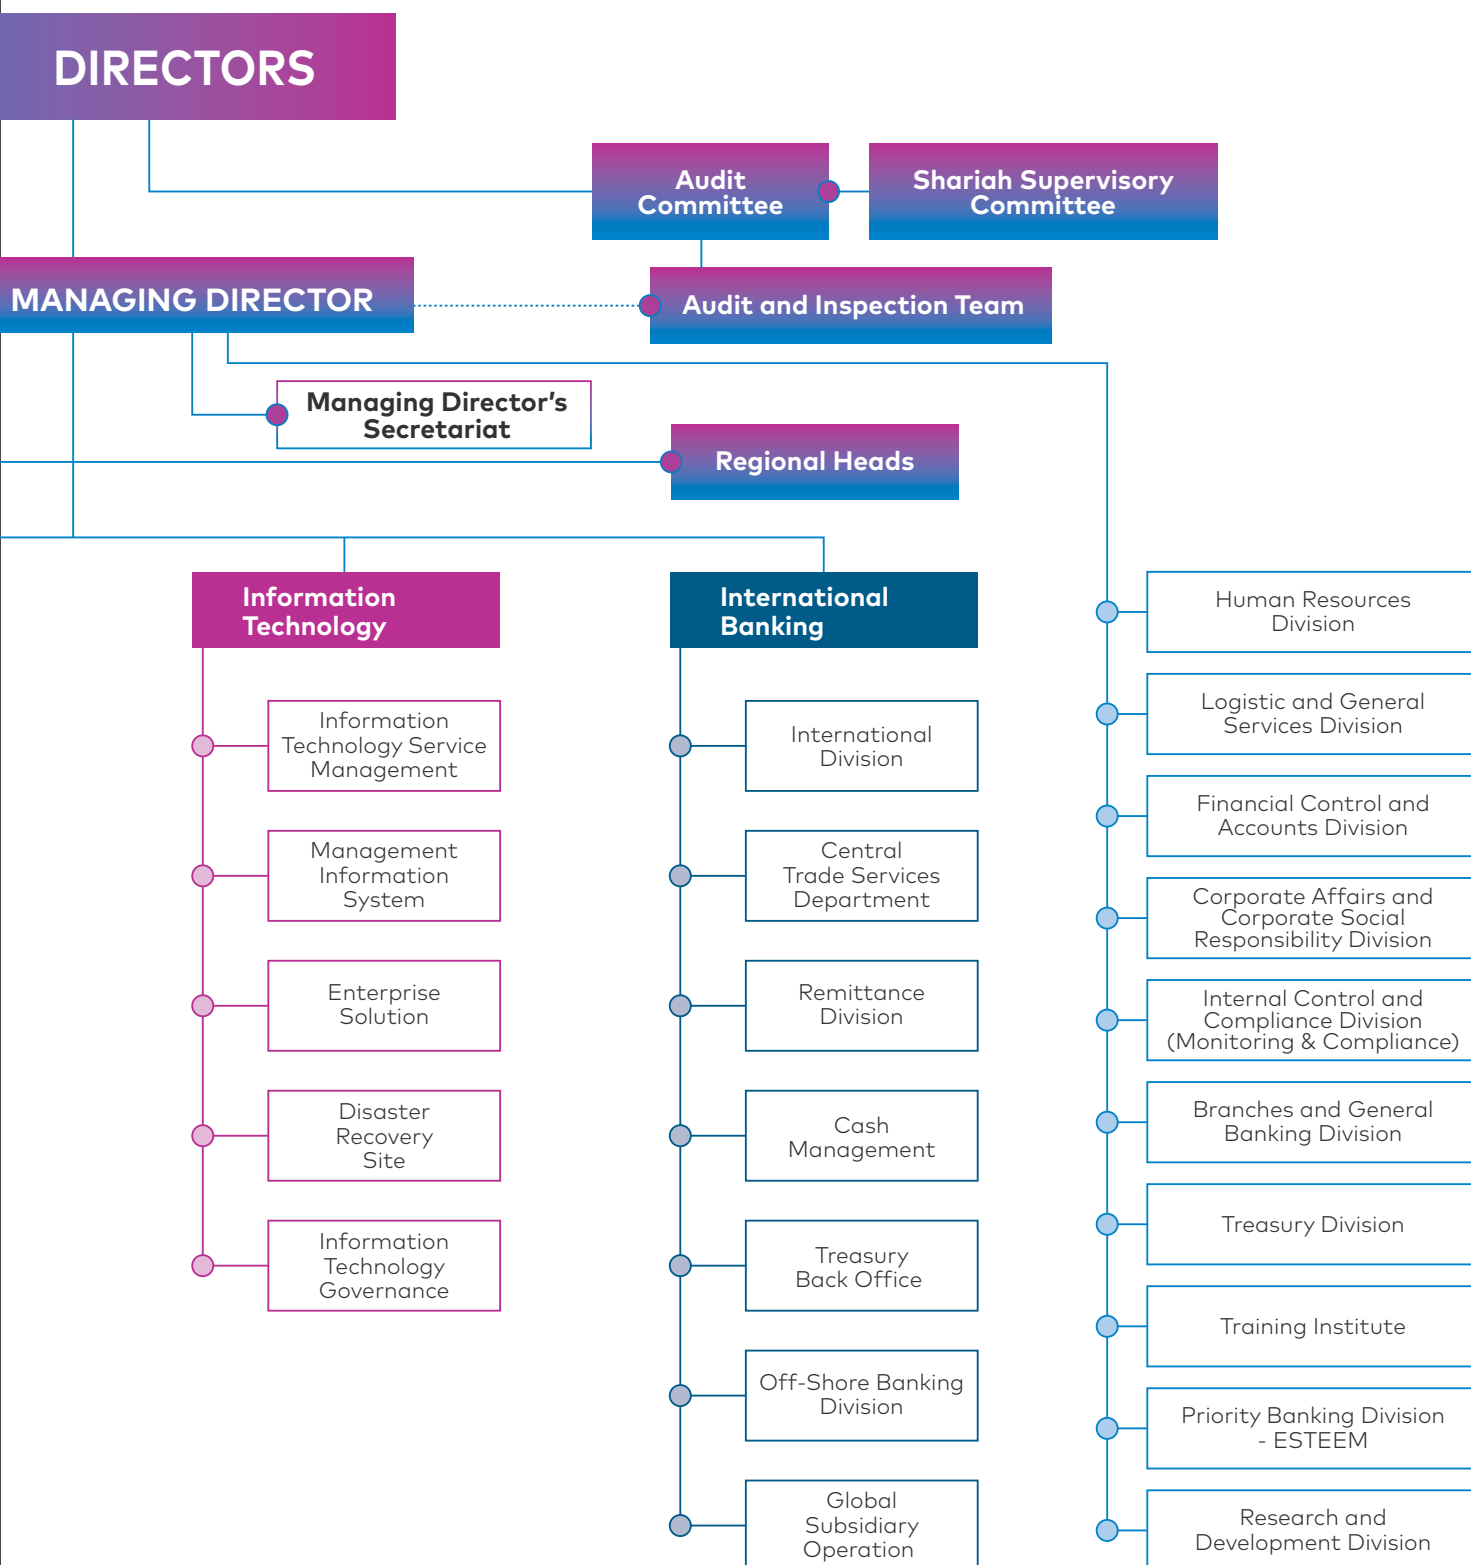 DIRECTORS
Audit
Committee
Shariah Supervisory
Committee
MANAGING DIRECTOR
Audit and Inspection Team
Managing Director’s
Secretariat
Regional Heads
Information
Technology
Information
Technology Service
Management
Management
Information
System
Enterprise
Solution
Disaster
Recovery
Site
Information
Technology
Governance
International
Banking
International
Division
Central
Trade Services
Department
Remittance
Division
Cash
Management
Treasury
Back Office
Off-Shore Banking
Division
Global
Subsidiary
Operation
Human Resources
Division
Logistic and General
Services Division
Financial Control and
Accounts Division
Corporate Affairs and
Corporate Social
Responsibility Division
Internal Control and
Compliance Division
(Monitoring & Compliance)
Branches and General
Banking Division
Treasury Division
Training Institute
Priority Banking Division
- ESTEEM
Research and
Development Division